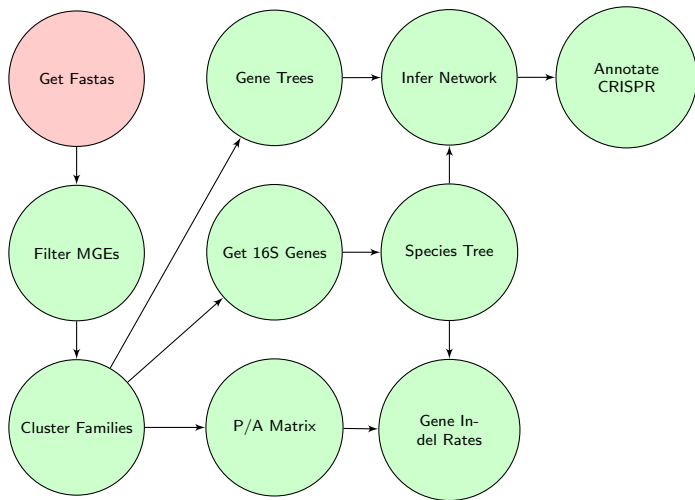 Get Fastas
Gene Trees
Infer Network
Annotate
CRISPR
Filter MGEs
Get 16S Genes
Species Tree
Cluster Families
P/A Matrix
Gene In-
del Rates